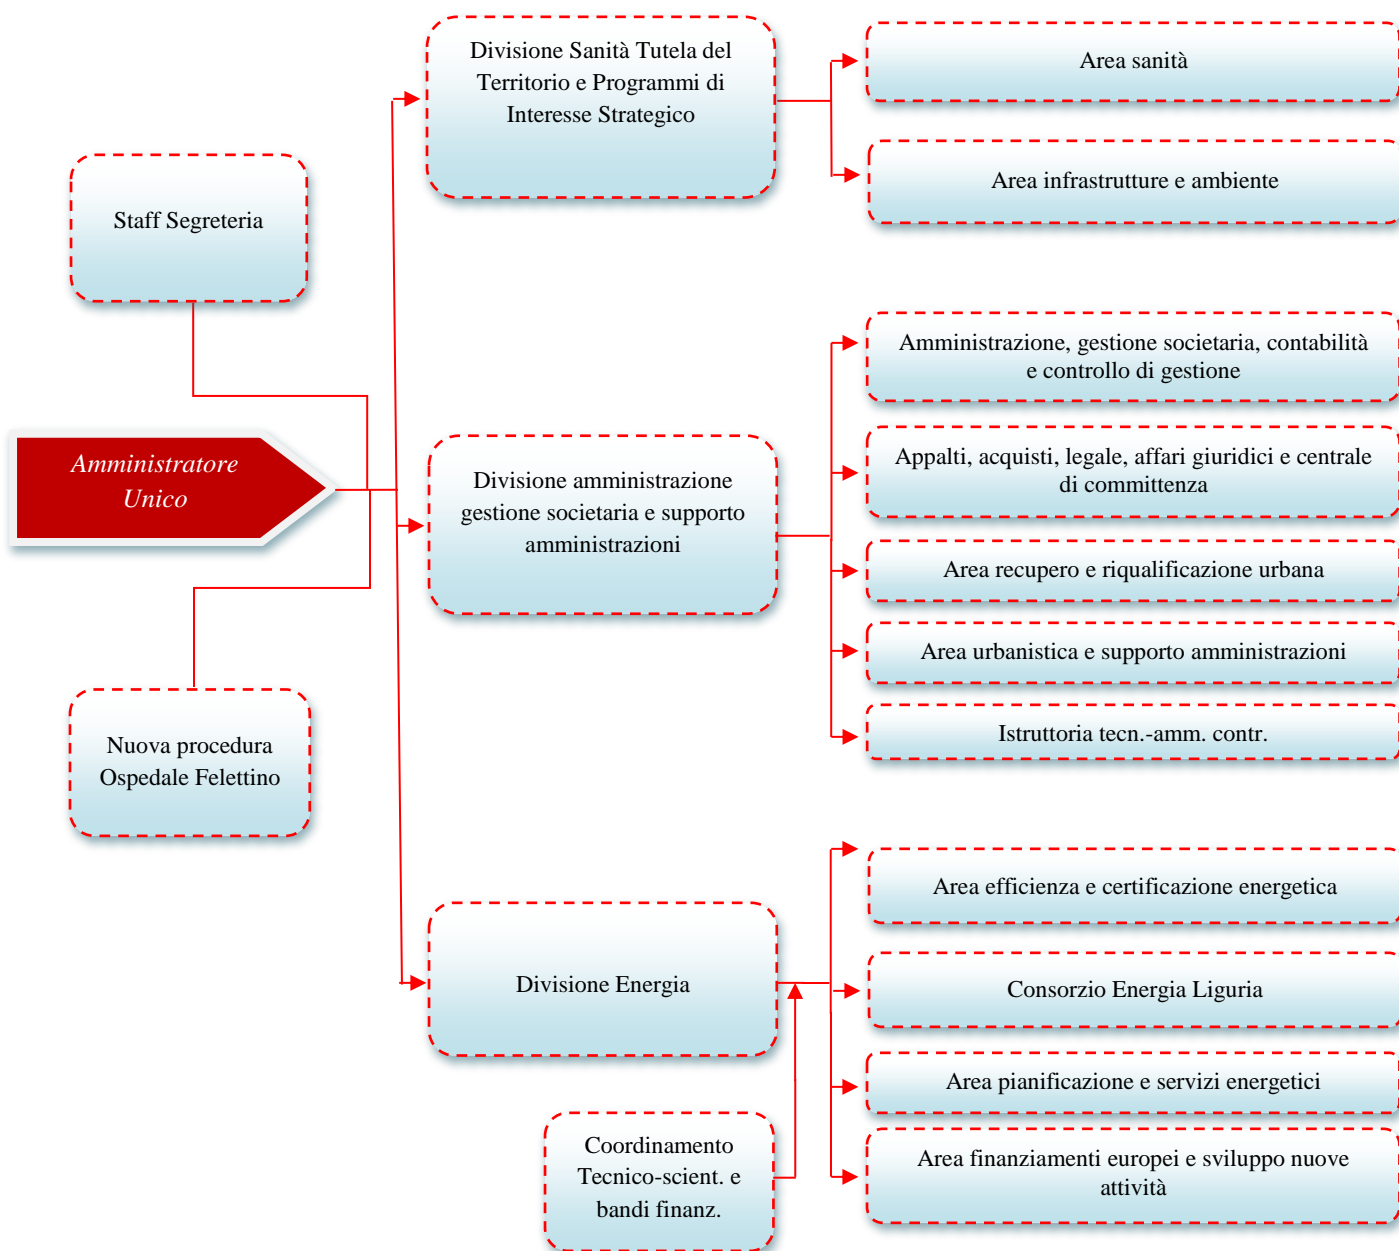 Divisione Sanità Tutela del
Territorio e Programmi di
Interesse Strategico
Area sanità
Area infrastrutture e ambiente
Staff Segreteria
Amministratore
Unico
Nuova procedura
Ospedale Felettino
Divisione amministrazione
gestione societaria e supporto
amministrazioni
Amministrazione, gestione societaria, contabilità
e controllo di gestione
Appalti, acquisti, legale, affari giuridici e centrale
di committenza
Area recupero e riqualificazione urbana
Area urbanistica e supporto amministrazioni
Istruttoria tecn.-amm. contr.
Divisione Energia
Coordinamento
Tecnico-scient. e
bandi finanz.
Area efficienza e certificazione energetica
Consorzio Energia Liguria
Area pianificazione e servizi energetici
Area finanziamenti europei e sviluppo nuove
attività